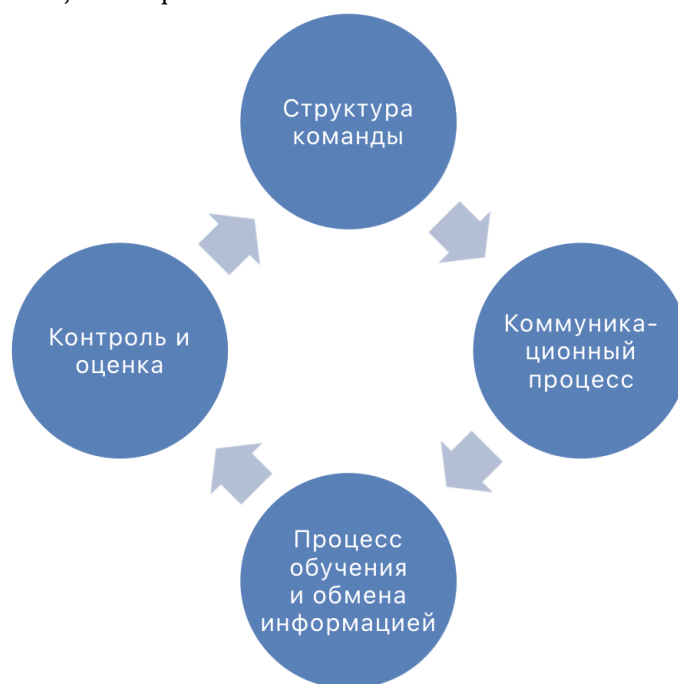 Структура
команды
Коммуника-
ционный
процесс
Процесс
обучения
и обмена
информацией
Контроль и
оценка